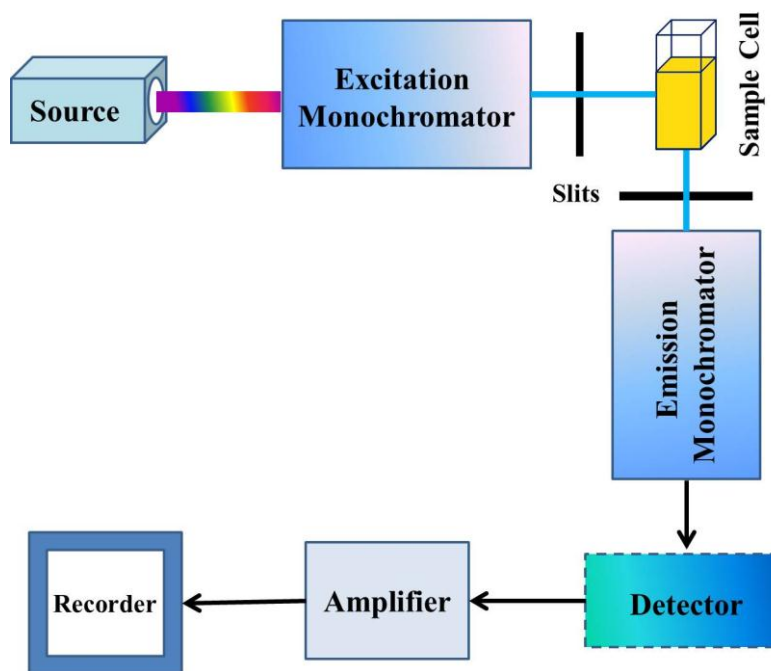 Source
Excitation
Monochromator
Sample Cell
Slits
Emission
Monochromator
Recorder
Amplifier
Detector